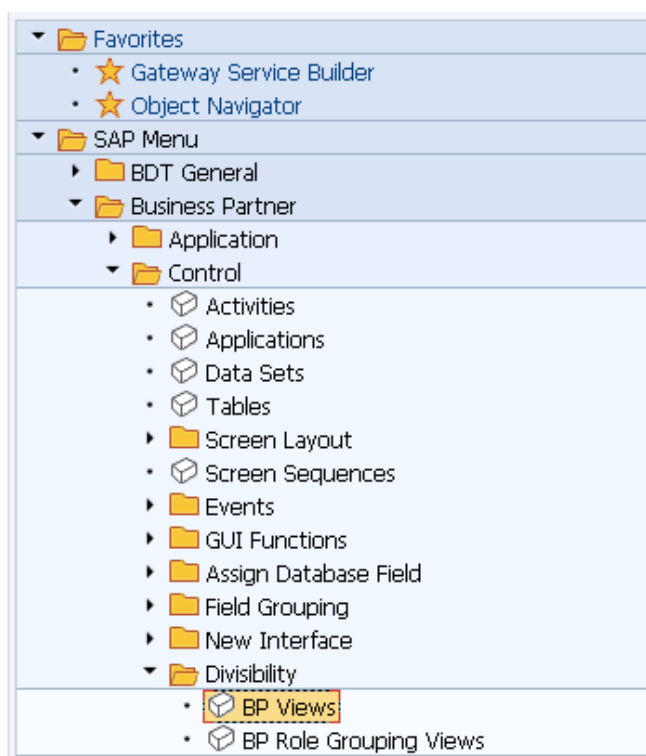 Favorites
Gateway Service Builder
Object Navigator
SAP Menu
BDT General
Business Partner
Application
Control
Activities
Applications
Data Sets
Tables
Screen Layout
Screen Sequences
Events
GUI Functions
Assign Database Field
Field Grouping
New Interface
Divisibility
BP Views
BP Role Grouping Views